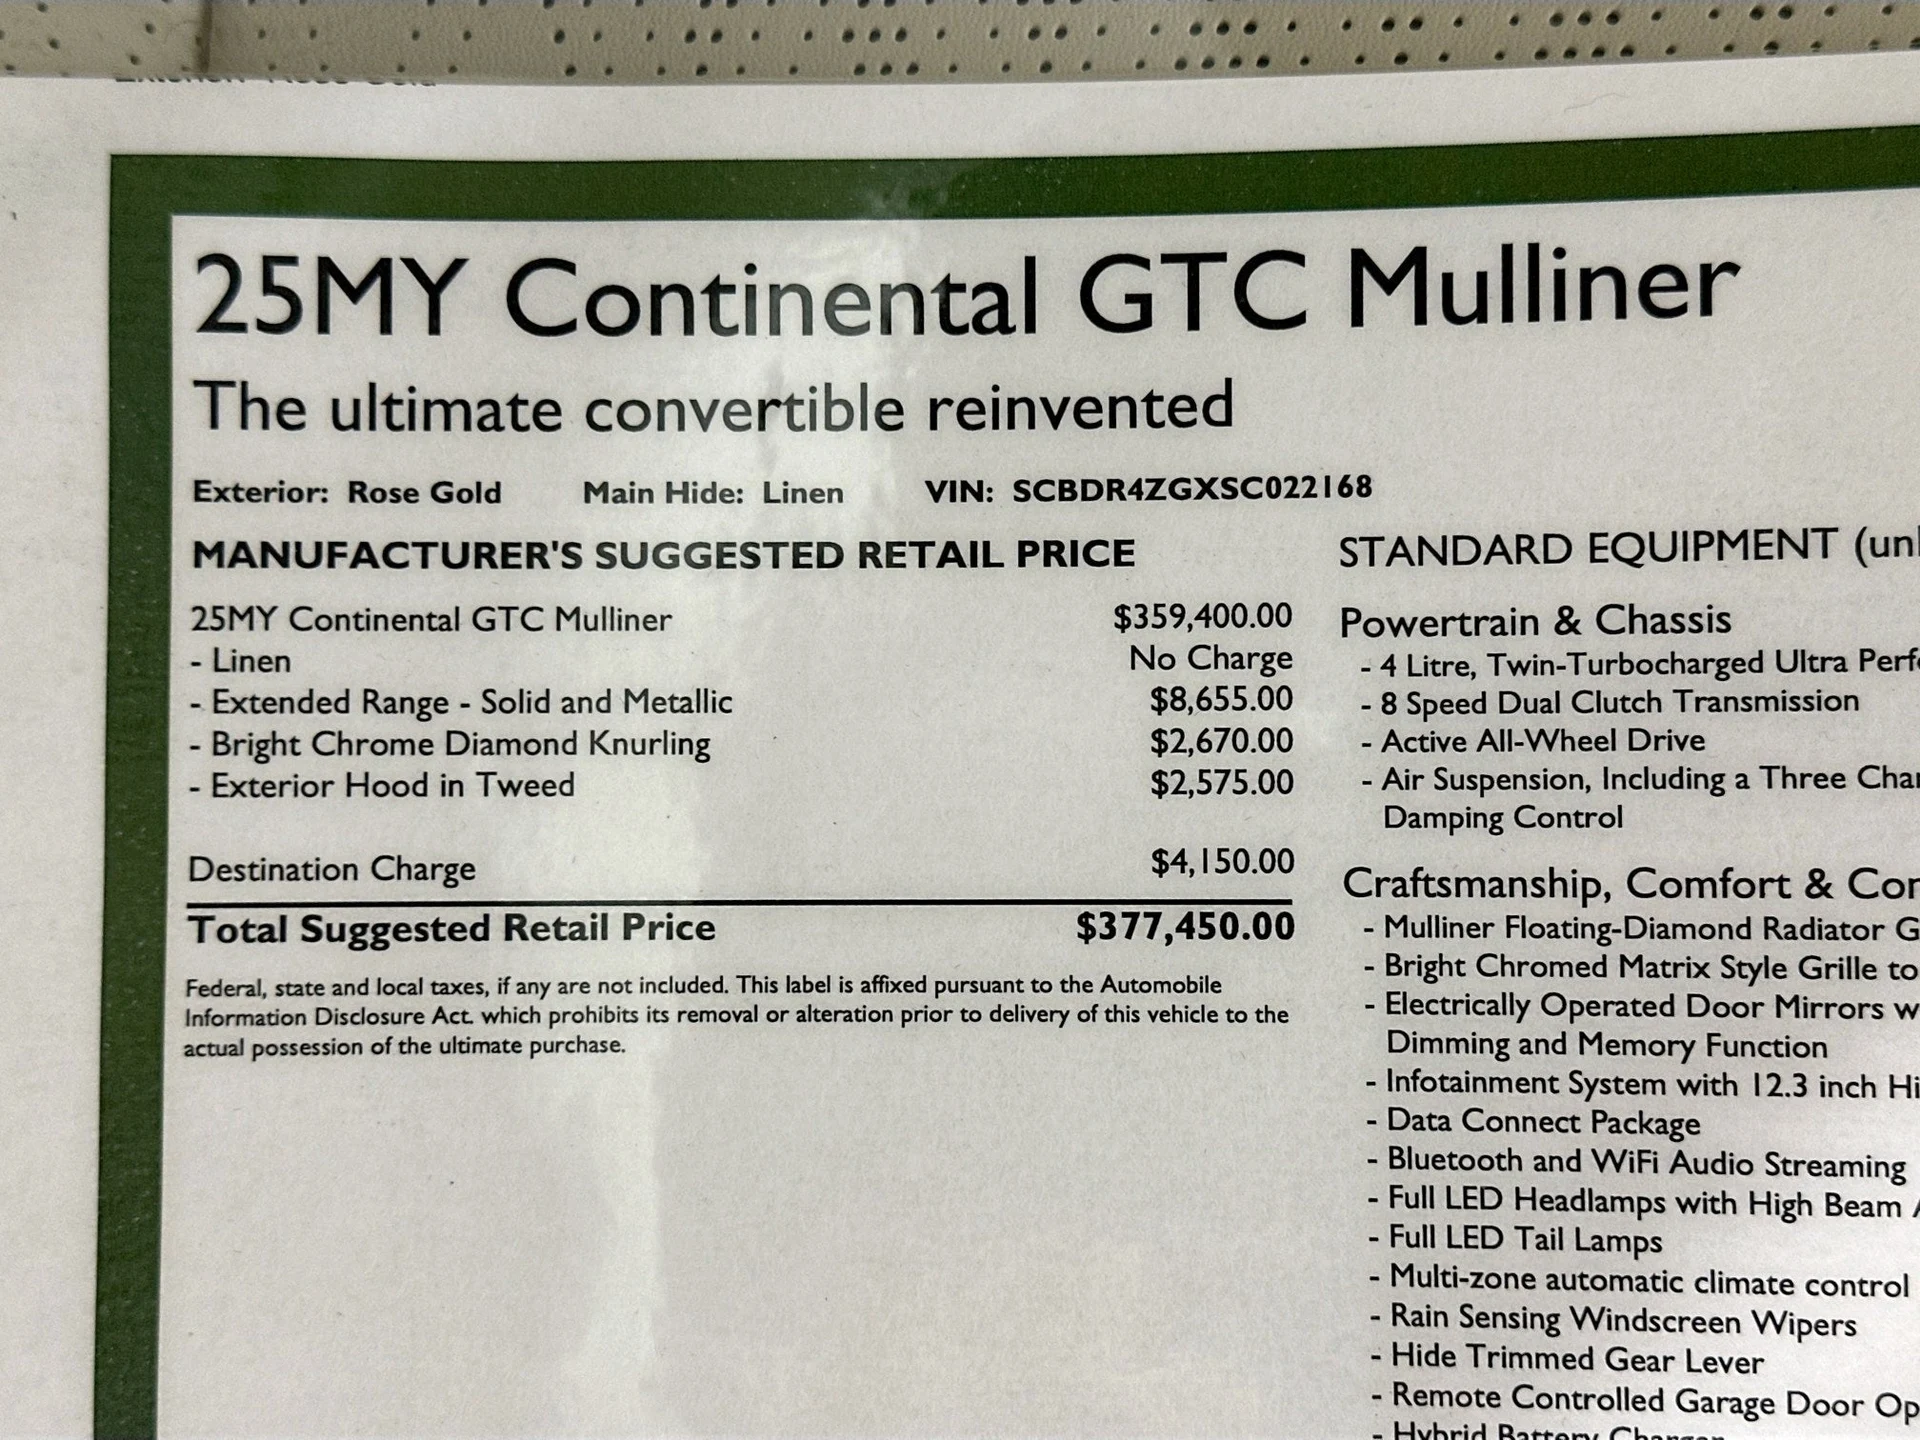 25MY Continental GTC Mulliner
The ultimate convertible reinvented
Exterior: Rose Gold Main Hide: Linen VIN: SCBDR4ZGXSC022168
MANUFACTURER'S SUGGESTED RETAIL PRICE
25MY Continental GTC Mulliner $359,400.00
- Linen No Charge
- Extended Range - Solid and Metallic $8,655.00
- Bright Chrome Diamond Knurling $2,670.00
- Exterior Hood in Tweed $2,575.00
Destination Charge $4,150.00
Total Suggested Retail Price $377,450.00
Federal, state and local taxes, if any are not included. This label is affixed pursuant to the Automobile
Information Disclosure Act. which prohibits its removal or alteration prior to delivery of this vehicle to the
actual possession of the ultimate purchase.
STANDARD EQUIPMENT
Powertrain & Chassis
- 4 Litre, Twin-Turbocharged Ultra
- 8 Speed Dual Clutch Transmission
- Active All-Wheel Drive
- Air Suspension, Including a Three
Damping Control
Craftsmanship, Comfort &
- Mulliner Floating-Diamond Radiator
- Bright Chromed Matrix Style Grille to
- Electrically Operated Door Mirrors
Dimming and Memory Function
- Infotainment System with 12.3 inch
- Data Connect Package
- Bluetooth and WiFi Audio Streaming
- Full LED Headlamps with High Beam
- Full LED Tail Lamps
- Multi-zone automatic climate control
- Rain Sensing Windscreen Wipers
- Hide Trimmed Gear Lever
- Remote Controlled Garage Door
- Hybrid Battery Charger